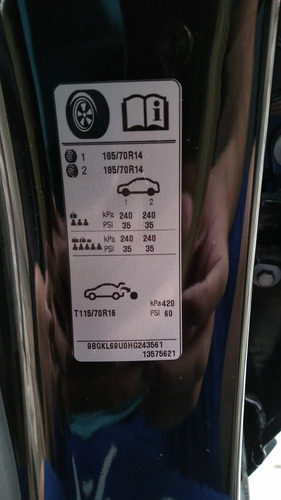 1 185/70R14
2 185/70R14
1 2
kPa 240 240
PSI 35 35
kPa 240 240
PSI 35 35
kPa 420
T115/70R16 PSI 60
9BGKL69U0HG243561
13575621